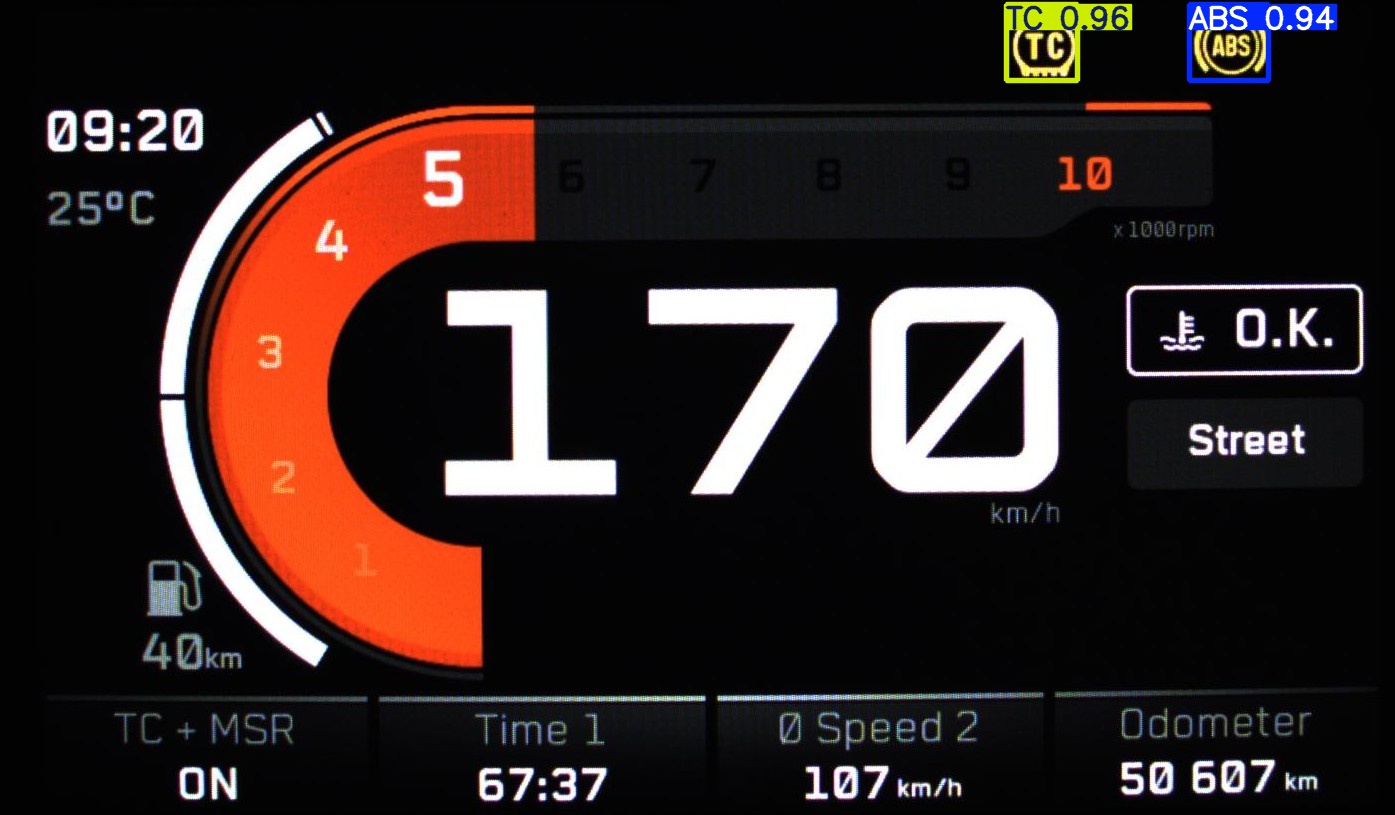 TC 0.96
ABS 0.94
TC
ABS
09:20
25°C
5
6
7
8
9
10
4
3
2
1
x 1000rpm
170
km/h
O.K.
Street
40km
TC + MSR
ON
Time 1
67:37
Ø Speed 2
107 km/h
Odometer
50 607 km